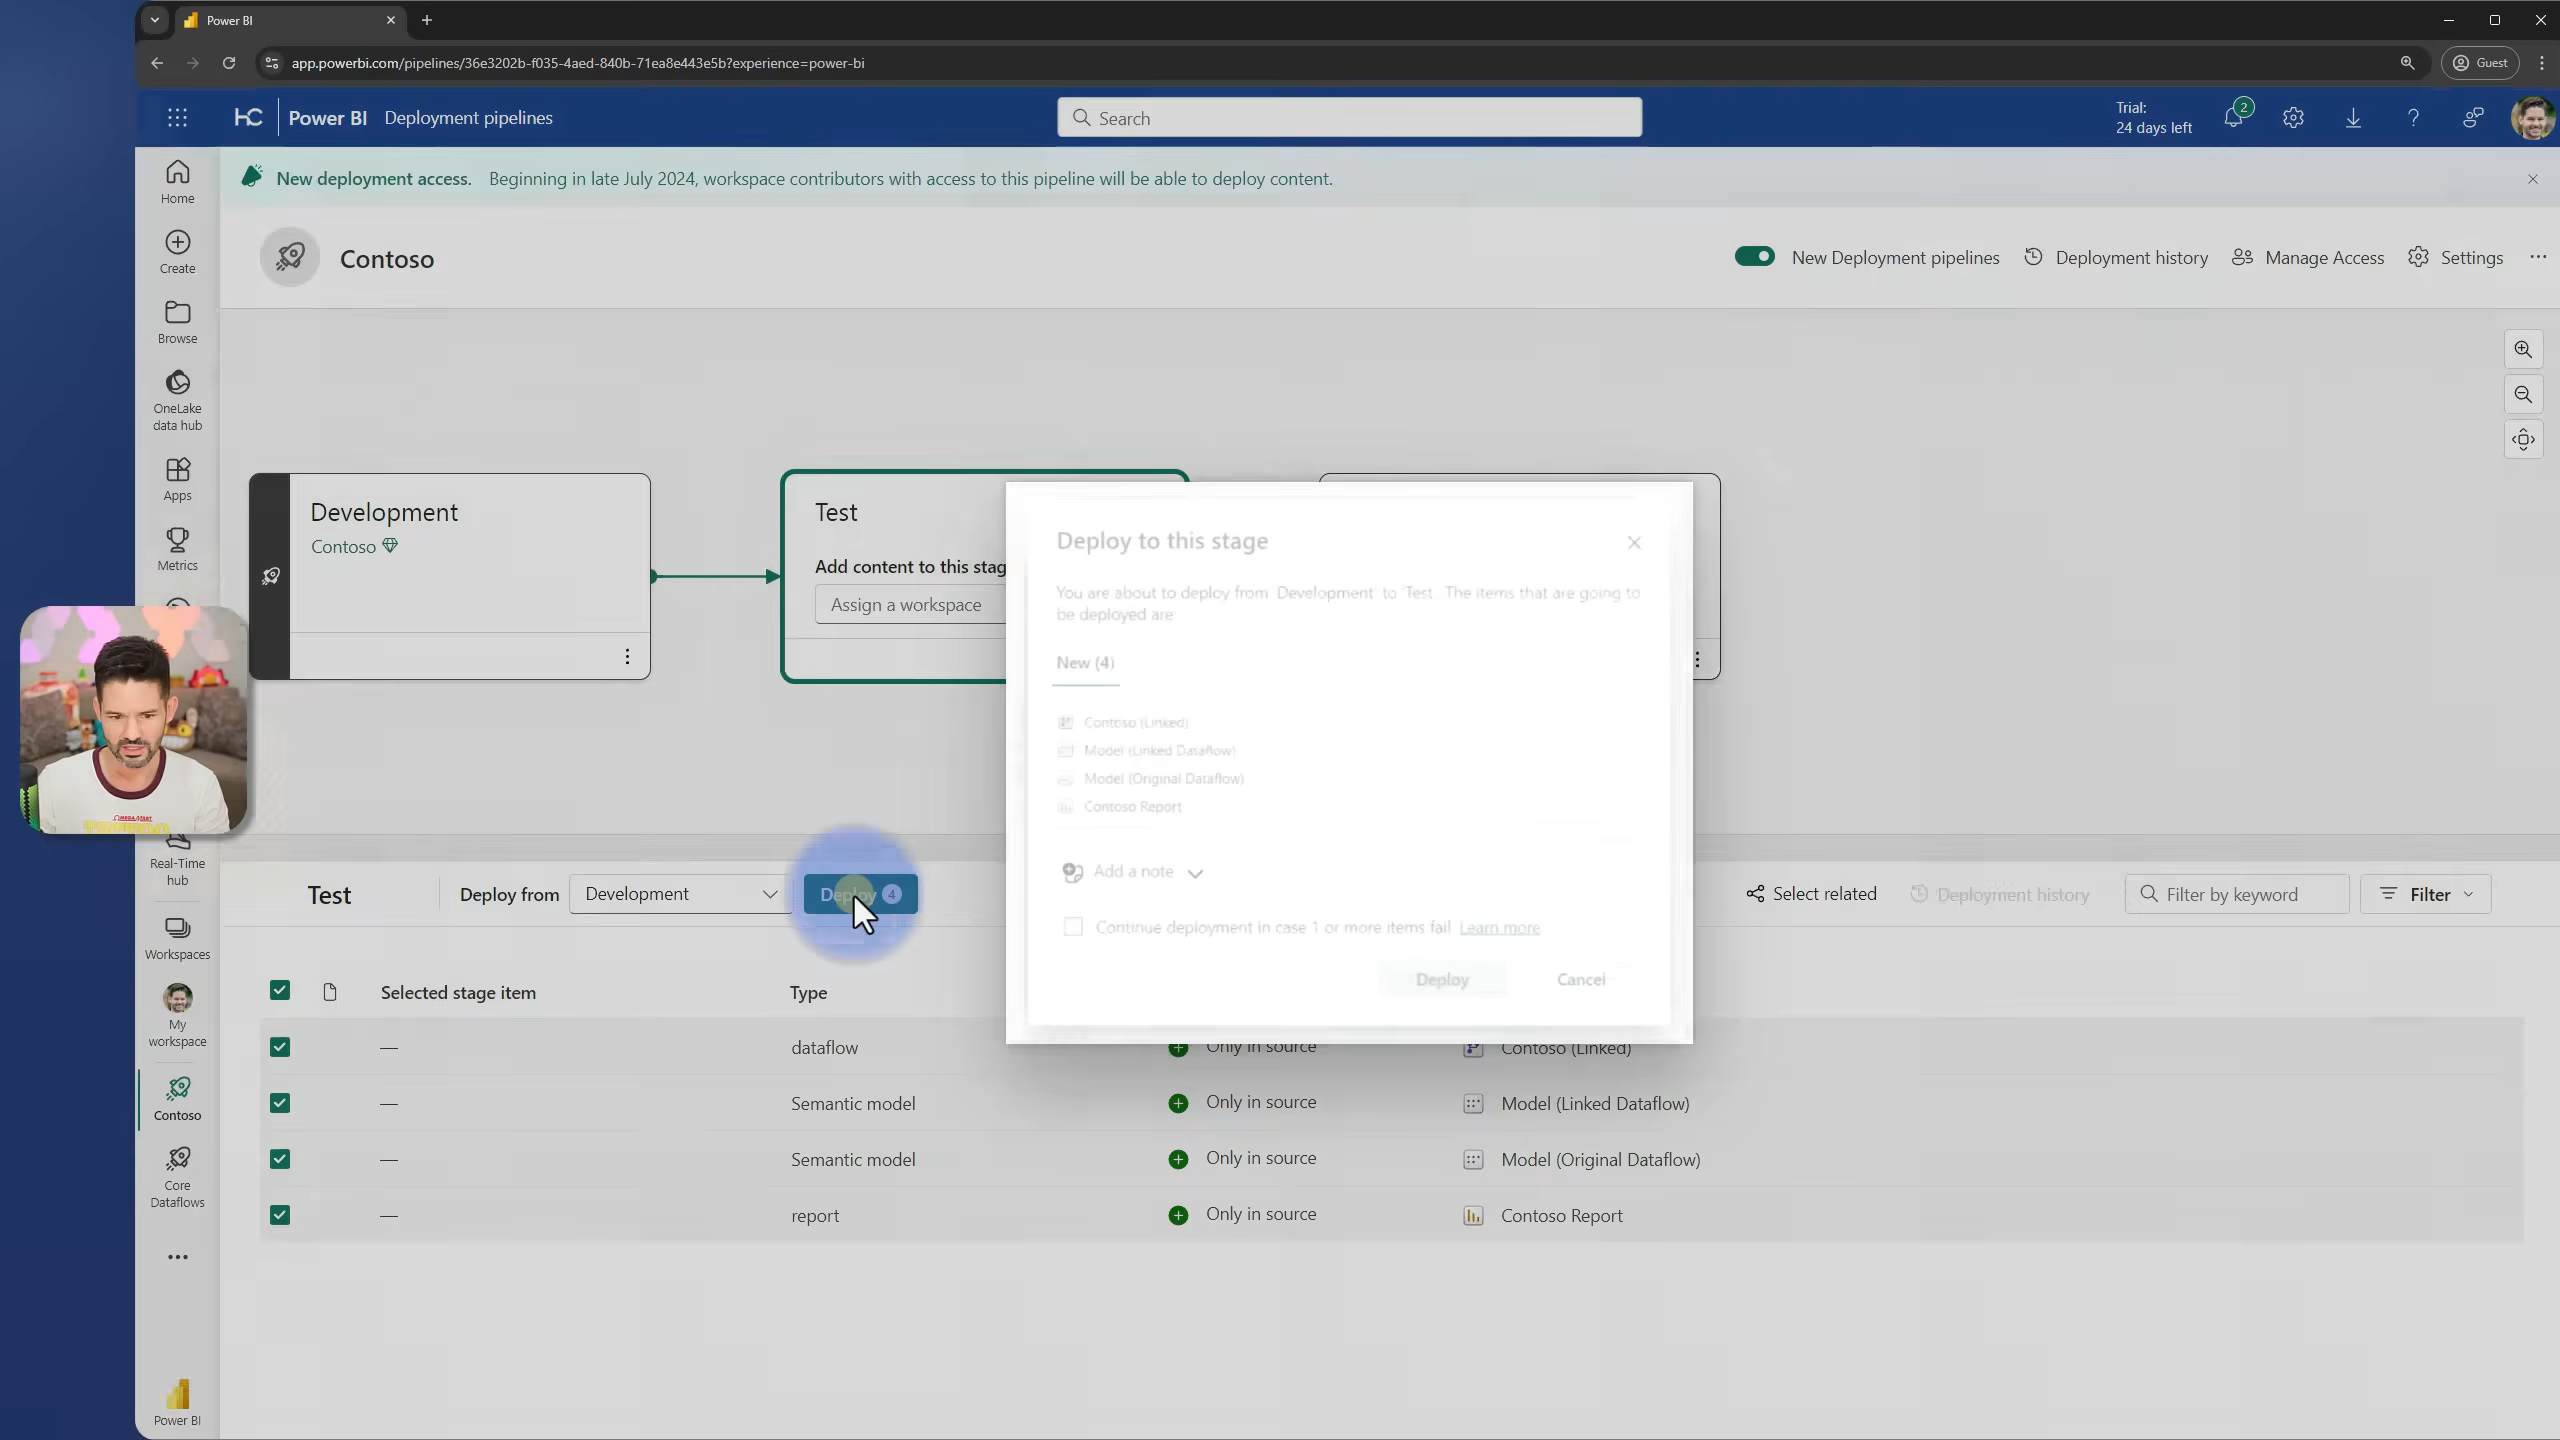 Power BI
app.powerbi.com/pipelines/36e3202b-f035-4aed-840b-71ea8e443e5b?experience=power-bi
Guest
Power BI Deployment pipelines
Search
Trial:
24 days left
2
New deployment access. Beginning in late July 2024, workspace contributors with access to this pipeline will be able to deploy content.
Home
Create
Browse
OneLake
data hub
Apps
Metrics
Real-Time
hub
Workspaces
My
workspace
Contoso
Core
Dataflows
Power BI
Contoso
New Deployment pipelines
Deployment history
Manage Access
Settings
Development
Contoso
Test
Add content to this stag
Assign a workspace
Deploy to this stage
You are about to deploy from 'Development' to 'Test'. The items that are going to
be deployed are:
New (4)
Contoso (Linked)
Model (Linked Dataflow)
Model (Original Dataflow)
Contoso Report
Add a note
Continue deployment in case 1 or more items fail Learn more
Deploy
Cancel
Test
Deploy from
Development
Deploy 4
Select related
Deployment history
Filter by keyword
Filter
Selected stage item
Type
— dataflow Only in source Contoso (Linked)
— Semantic model Only in source Model (Linked Dataflow)
— Semantic model Only in source Model (Original Dataflow)
— report Only in source Contoso Report